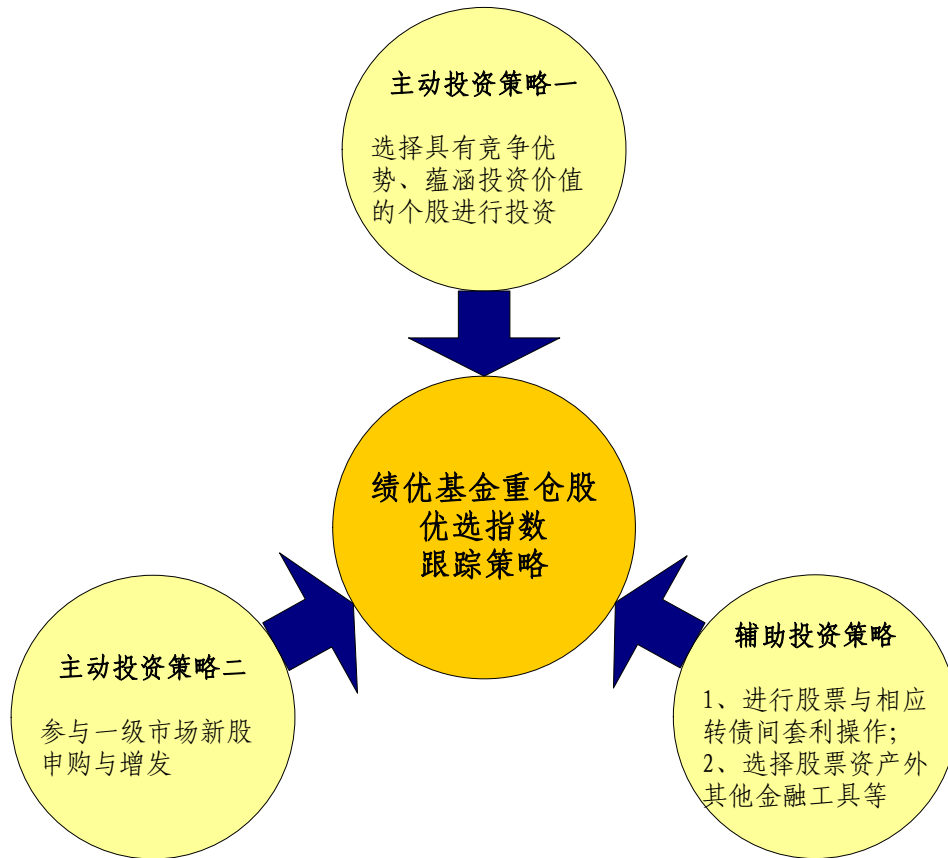 主动投资策略一
选择具有竞争优
势、蕴涵投资价值
的个股进行投资
绩优基金重仓股
优选指数
跟踪策略
主动投资策略二
参与一级市场新股
申购与增发
辅助投资策略
1、进行股票与相应
转债间套利操作;
2、选择股票资产外
其他金融工具等